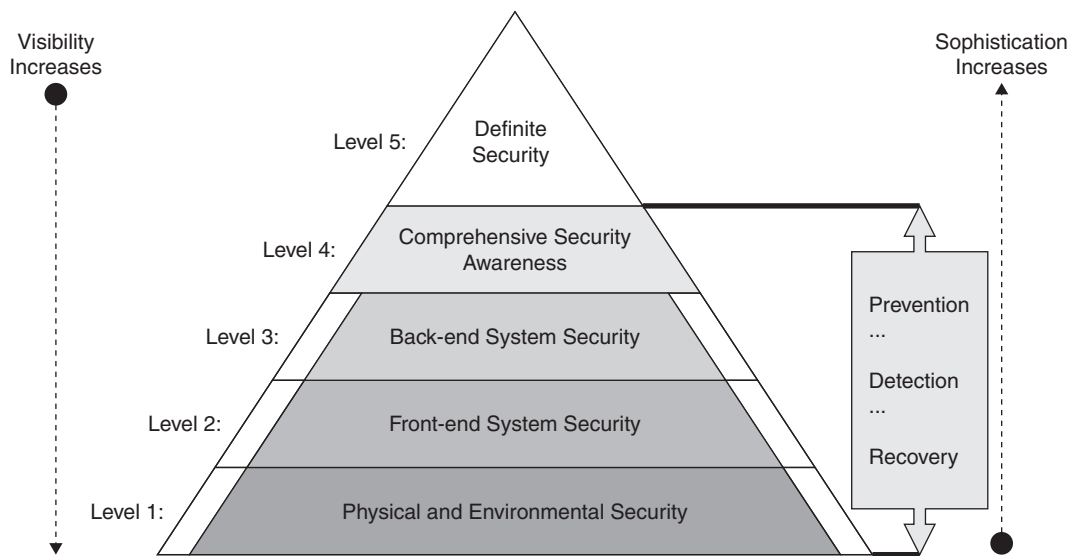 Visibility
Increases
Sophistication
Increases
Level 5:
Definite
Security
Level 4:
Comprehensive Security
Awareness
Level 3:
Back-end System Security
Level 2:
Front-end System Security
Level 1:
Physical and Environmental Security
Prevention
...
Detection
...
Recovery